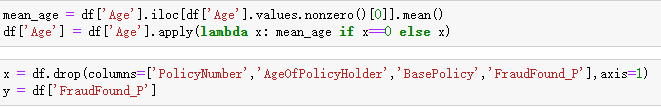 mean_age = df['Age'].iloc[df['Age'].values.nonzero()[0]].mean()
df['Age'] = df['Age'].apply(lambda x: mean_age if x==0 else x)
x = df.drop(columns=['PolicyNumber','AgeOfPolicyHolder','BasePolicy','FraudFound_P'],axis=1)
y = df['FraudFound_P']